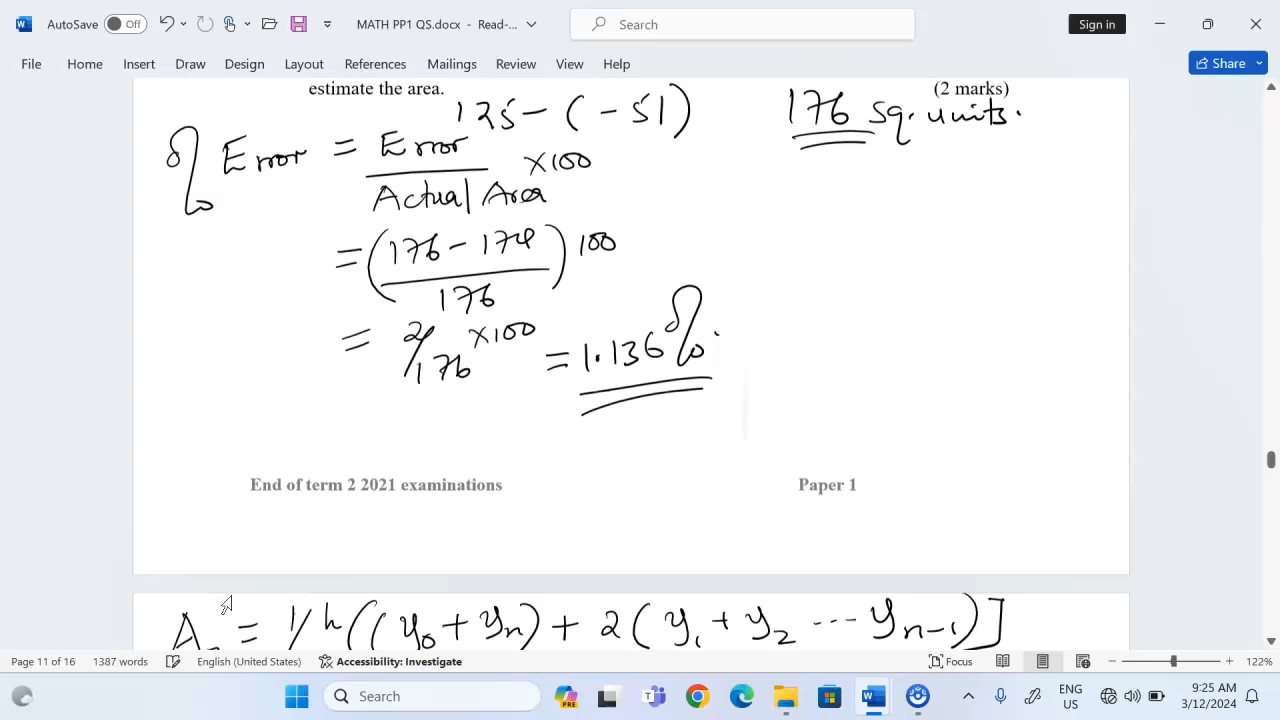 AutoSave Off MATH PP1 QS.docx - Read-... Search Sign in
File Home Insert Draw Design Layout References Mailings Review View Help Share
estimate the area. (2 marks)
125 - (-51) 176 sq. units.
% Error = Error / Actual Area ×100
= (176 - 174 / 176) 100
= 2/176 ×100 = 1.136%.
End of term 2 2021 examinations Paper 1
A = 1/ h((y0 + yn) + 2(y1 + y2 ... yn-1)]
Page 11 of 16 1387 words English (United States) Accessibility: Investigate Focus 122%
Search PRE ENG US 9:25 AM 3/12/2024